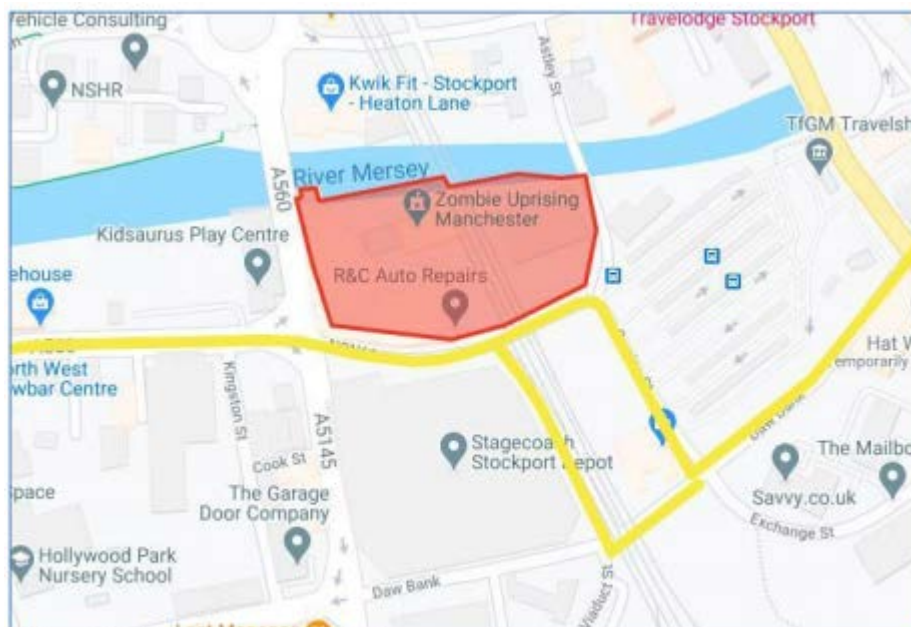 Vehicle Consulting
Travelodge Stockport
NSHR
Kwik Fit - Stockport
- Heaton Lane
Astley St
TfGM Travelsh
River Mersey
A560
Zombie Uprising
Manchester
Kidsaurus Play Centre
R&C Auto Repairs
ehouse
Hat W
emporarily
orth West
wbar Centre
Kingston St
A5145
Cook St
Stagecoach
Stockport Depot
Daw Bank
The Mailbo
Savvy.co.uk
Space
The Garage
Door Company
Exchange St
Hollywood Park
Nursery School
Daw Bank
Viaduct St